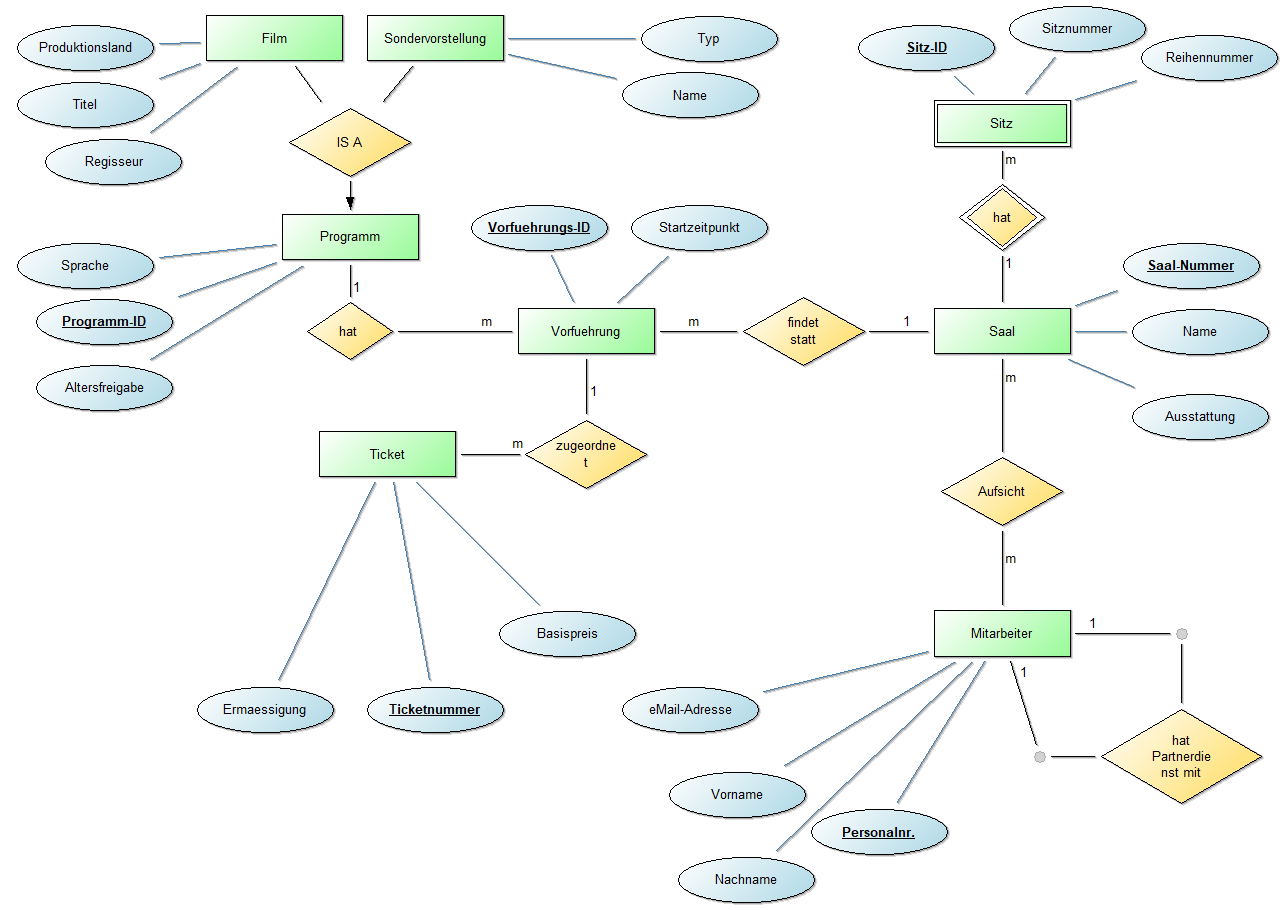 Film
Sondervorstellung
Produktionsland
Typ
Sitz-ID
Sitznummer
Reihennummer
Titel
Name
Sitz
Regisseur
IS A
m
hat
1
Programm
Vorfuehrungs-ID
Startzeitpunkt
Sprache
Saal-Nummer
1
Programm-ID
hat
m
Vorfuehrung
m
findet
statt
1
Saal
Name
Altersfreigabe
1
m
Ausstattung
Ticket
m
zugeordne
t
Aufsicht
m
Basispreis
Mitarbeiter
1
1
Ermaessigung
Ticketnummer
eMail-Adresse
hat
Partnerdie
nst mit
Vorname
Personalnr.
Nachname